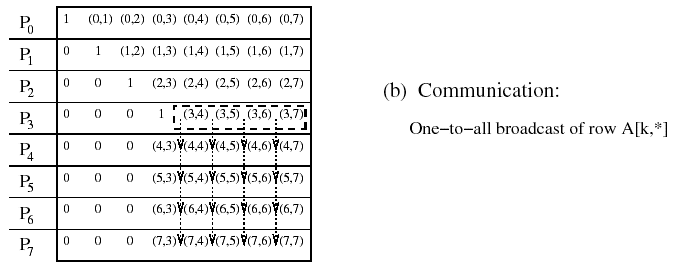 P0 1 (0,1) (0,2) (0,3) (0,4) (0,5) (0,6) (0,7)
P1 0 1 (1,2) (1,3) (1,4) (1,5) (1,6) (1,7)
P2 0 0 1 (2,3) (2,4) (2,5) (2,6) (2,7)
P3 0 0 0 1 (3,4) (3,5) (3,6) (3,7)
P4 0 0 0 (4,3) (4,4) (4,5) (4,6) (4,7)
P5 0 0 0 (5,3) (5,4) (5,5) (5,6) (5,7)
P6 0 0 0 (6,3) (6,4) (6,5) (6,6) (6,7)
P7 0 0 0 (7,3) (7,4) (7,5) (7,6) (7,7)
(b) Communication:
One−to−all broadcast of row A[k,*]